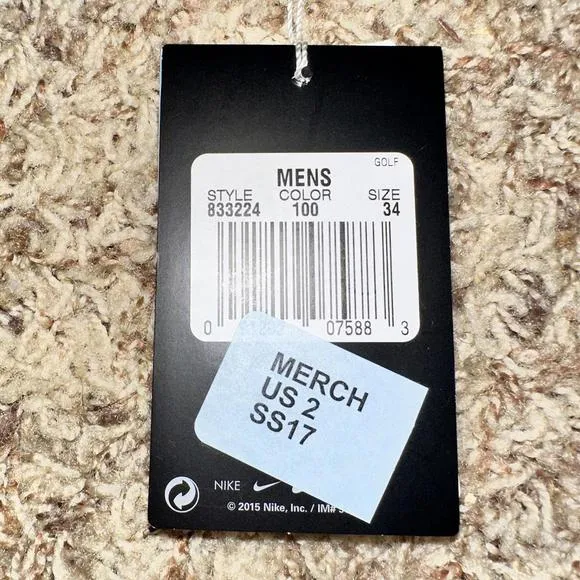 GOLF
MENS
STYLE COLOR SIZE
833224 100 34
0 07588 3
MERCH
US 2
SS17
NIKE
© 2015 Nike, Inc. / IM#